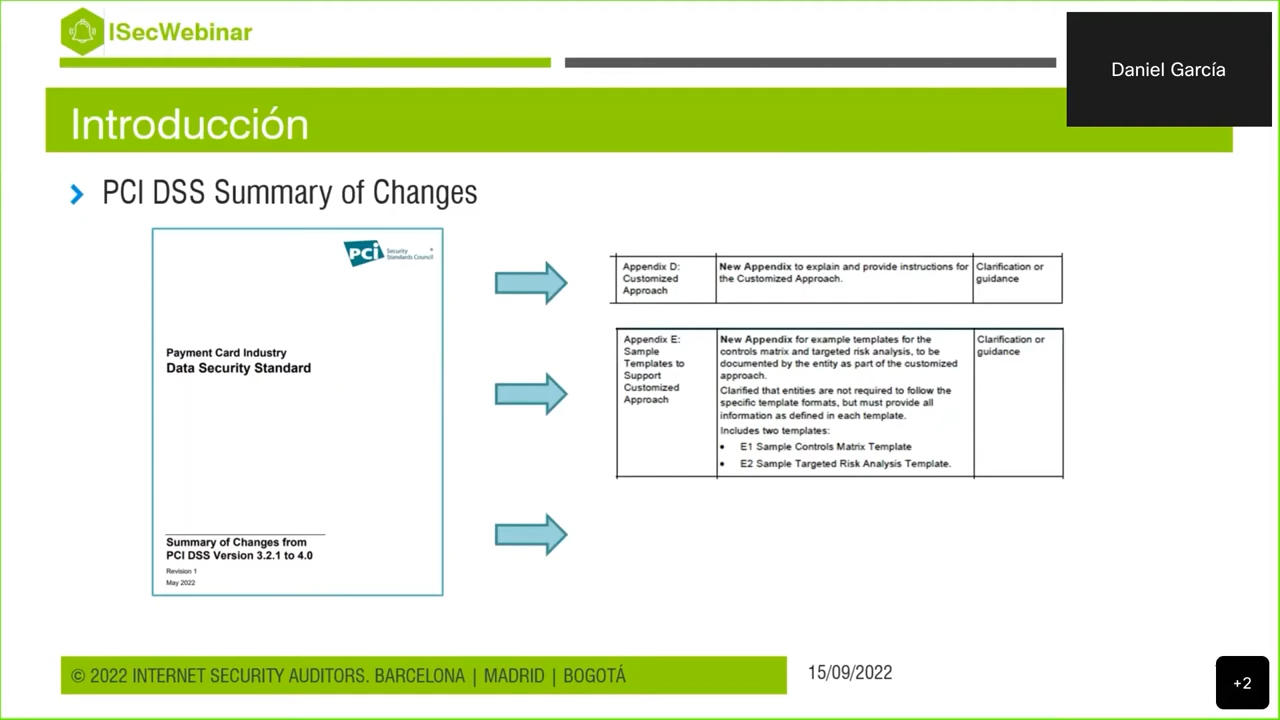 ISecWebinar
Daniel García
Introducción
PCI DSS Summary of Changes
PCI Security
Standards Council
Payment Card Industry
Data Security Standard
Summary of Changes from
PCI DSS Version 3.2.1 to 4.0
Revision 1
May 2022
Appendix D:
Customized
Approach
New Appendix to explain and provide instructions for
the Customized Approach.
Clarification or
guidance
Appendix E:
Sample
Templates to
Support
Customized
Approach
New Appendix for example templates for the
controls matrix and targeted risk analysis, to be
documented by the entity as part of the customized
approach.
Clarified that entities are not required to follow the
specific template formats, but must provide all
information as defined in each template.
Includes two templates:
• E1 Sample Controls Matrix Template
• E2 Sample Targeted Risk Analysis Template.
Clarification or
guidance
© 2022 INTERNET SECURITY AUDITORS. BARCELONA | MADRID | BOGOTÁ
15/09/2022
+2